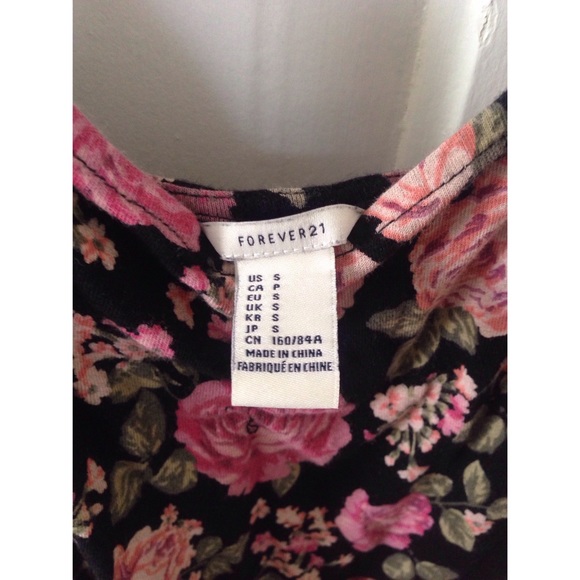 FOREVER21
US S
CA P
EU S
UK S
KR S
JP S
CN 160/84A
MADE IN CHINA
FABRIQUÉ EN CHINE